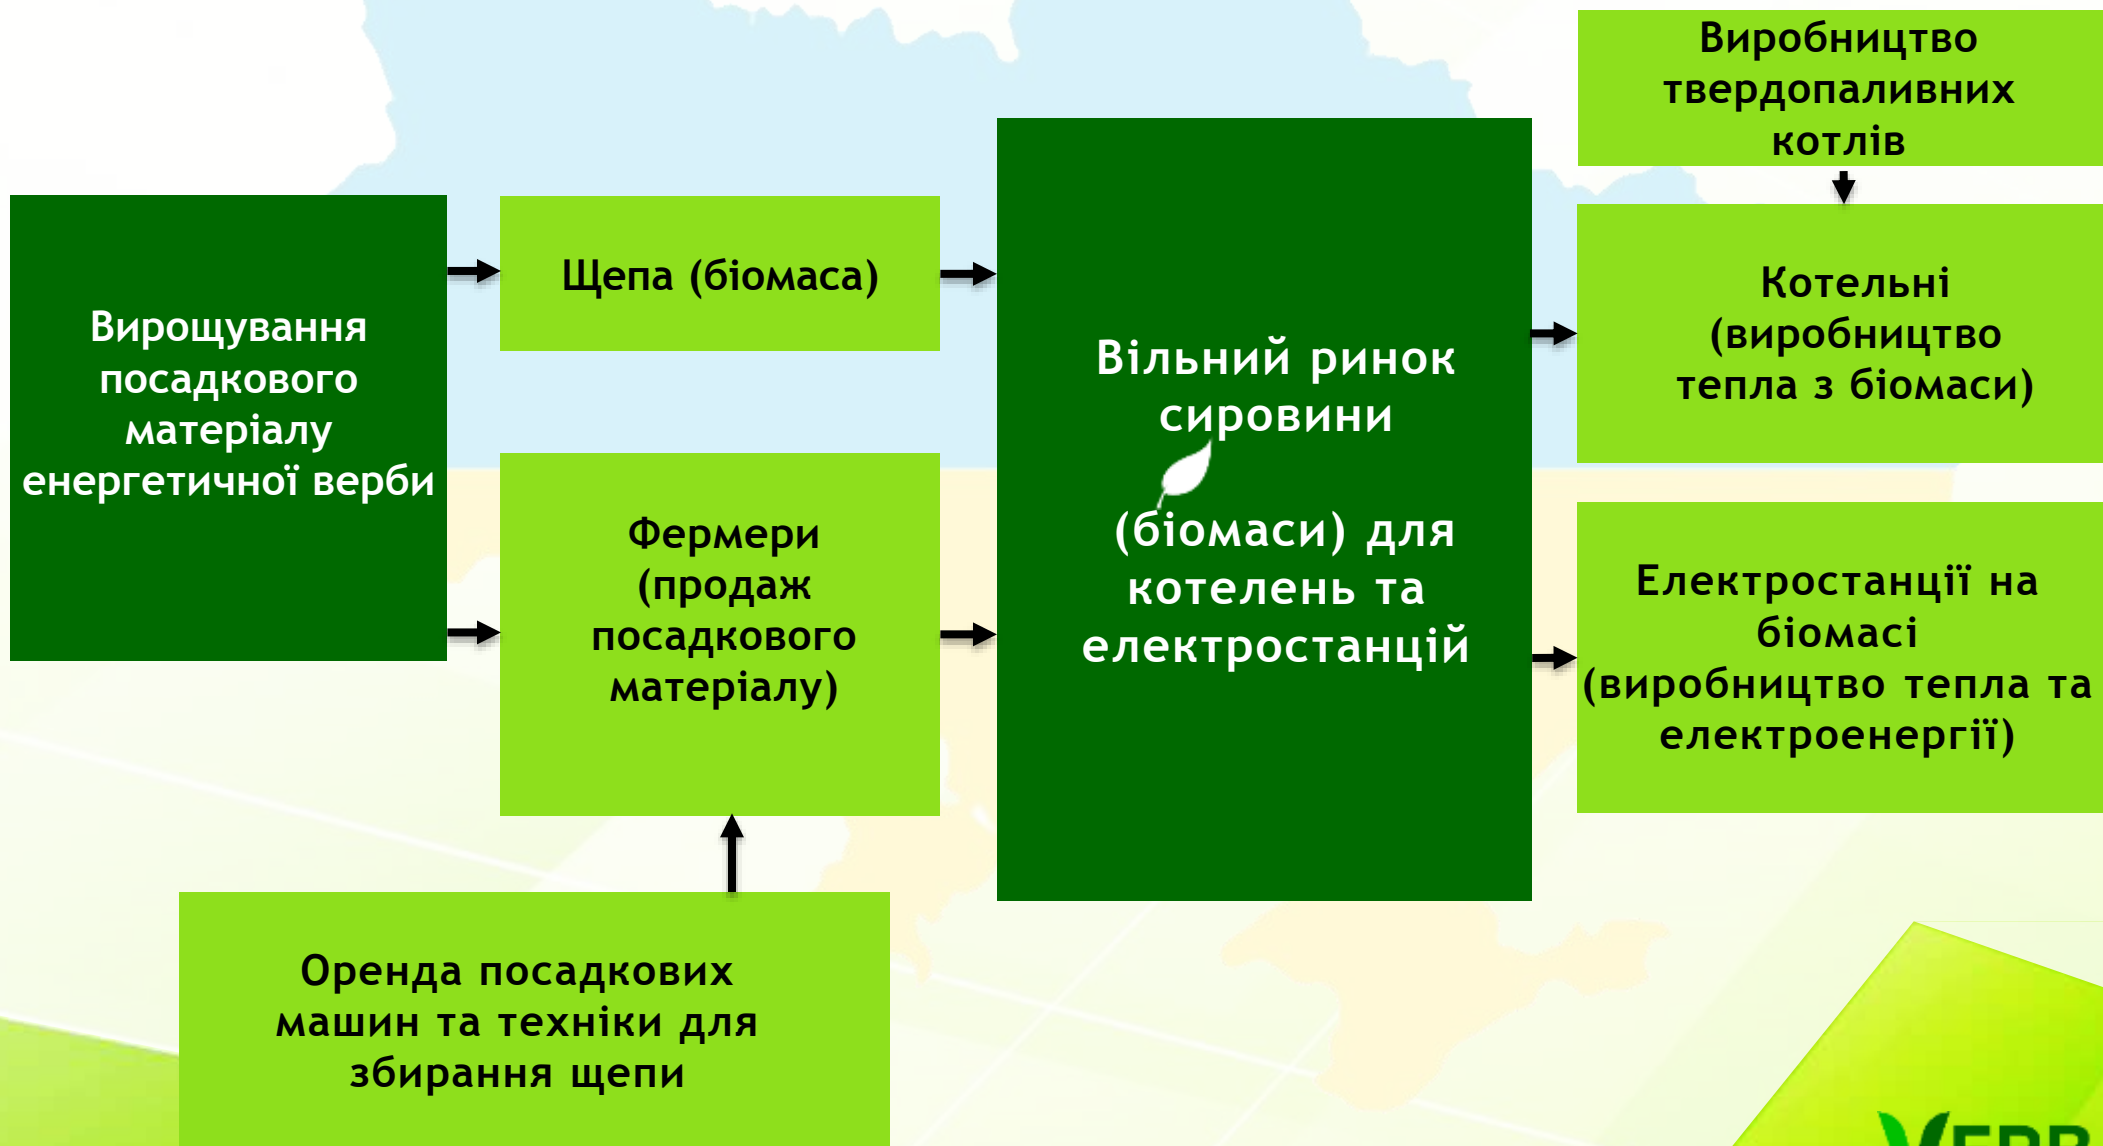 Вирощування
посадкового
матеріалу
енергетичної верби
Щепа (біомаса)
Фермери
(продаж
посадкового
матеріалу)
Оренда посадкових
машин та техніки для
збирання щепи
Вільний ринок
сировини
(біомаси) для
котелень та
електростанцій
Виробництво
твердопаливних
котлів
Котельні
(виробництво
тепла з біомаси)
Електростанції на
біомасі
(виробництво тепла та
електроенергії)